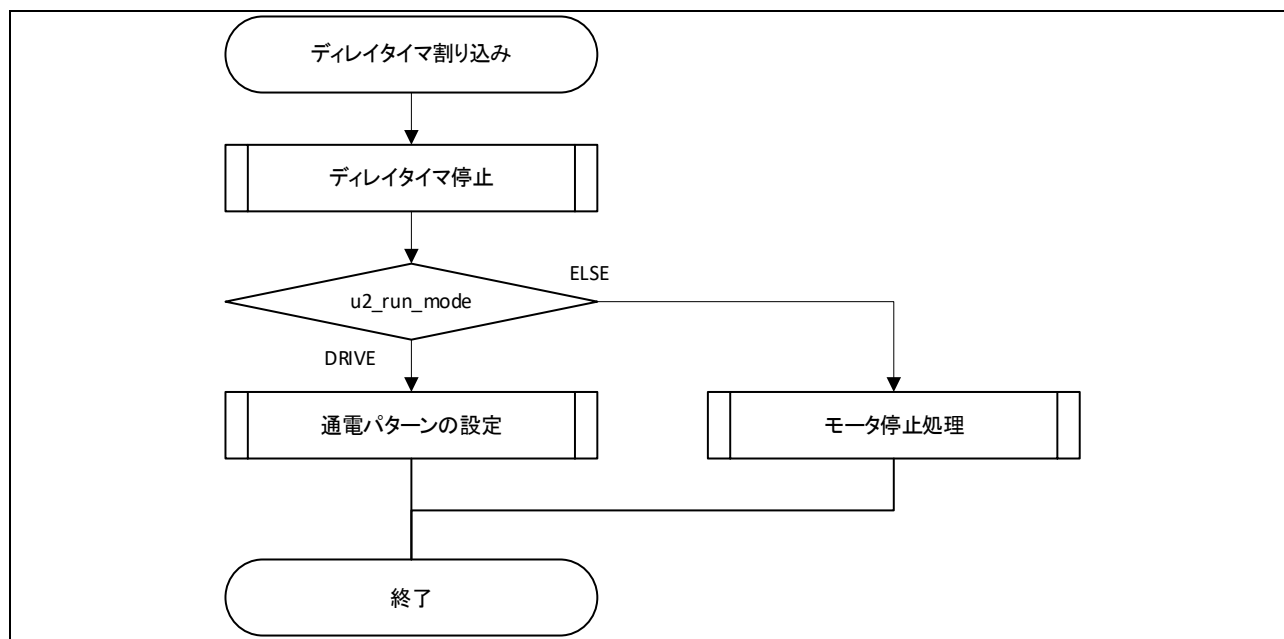 ディレイタイマ割り込み
ディレイタイマ停止
ELSE
u2_run_mode
DRIVE
通電パターンの設定
モータ停止処理
終了